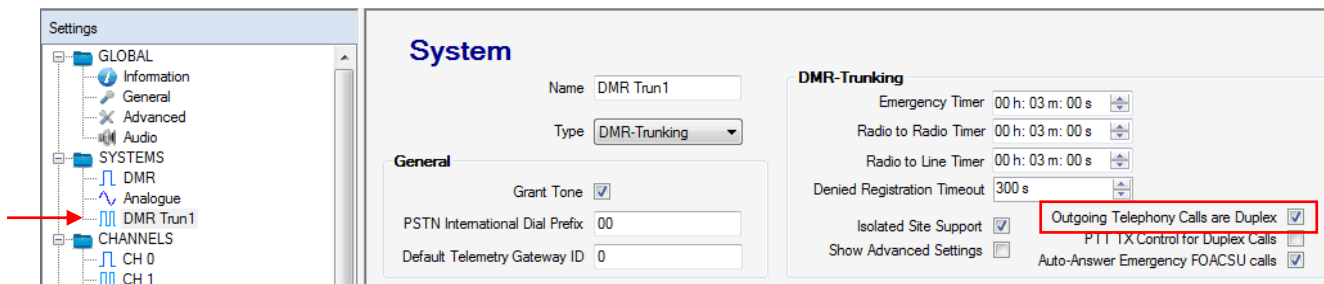 Settings
GLOBAL
Information
General
Advanced
Audio
SYSTEMS
DMR
Analogue
DMR Trun1
CHANNELS
CH 0
CH 1
System
Name DMR Trun1
Type DMR-Trunking
General
Grant Tone
PSTN International Dial Prefix 00
Default Telemetry Gateway ID 0
DMR-Trunking
Emergency Timer 00 h: 03 m: 00 s
Radio to Radio Timer 00 h: 03 m: 00 s
Radio to Line Timer 00 h: 03 m: 00 s
Denied Registration Timeout 300 s
Isolated Site Support
Show Advanced Settings
Outgoing Telephony Calls are Duplex
PTT TX Control for Duplex Calls
Auto-Answer Emergency FOACSU calls